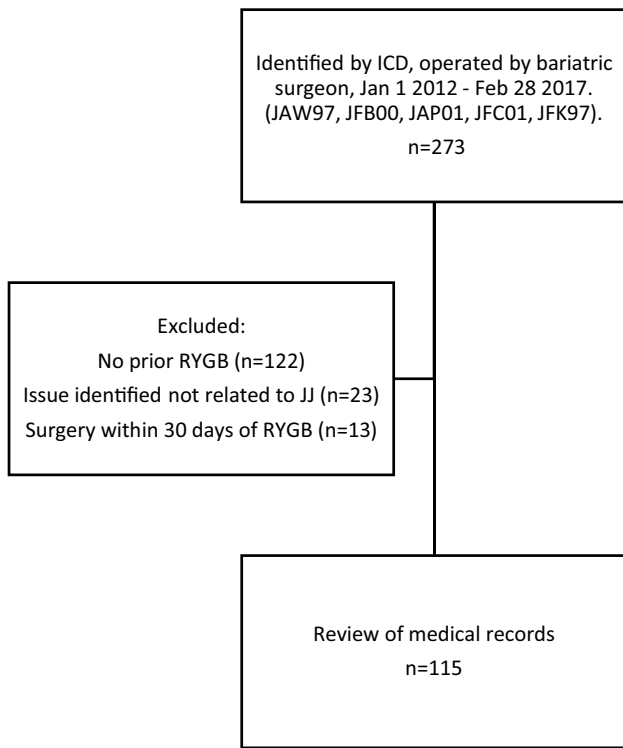 Identified by ICD, operated by bariatric
surgeon, Jan 1 2012 - Feb 28 2017.
(JAW97, JFB00, JAP01, JFC01, JFK97).
n=273
Excluded:
No prior RYGB (n=122)
Issue identified not related to JJ (n=23)
Surgery within 30 days of RYGB (n=13)
Review of medical records
n=115